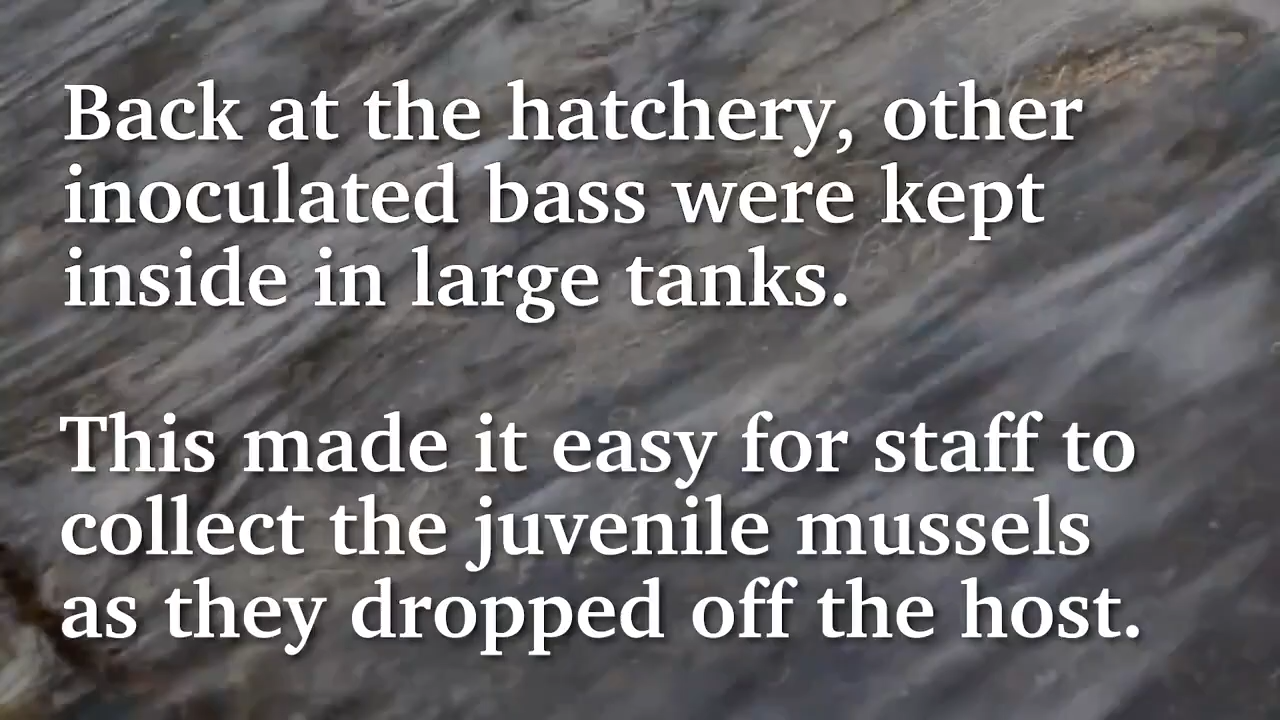 Back at the hatchery, other
inoculated bass were kept
inside in large tanks.
This made it easy for staff to
collect the juvenile mussels
as they dropped off the host.